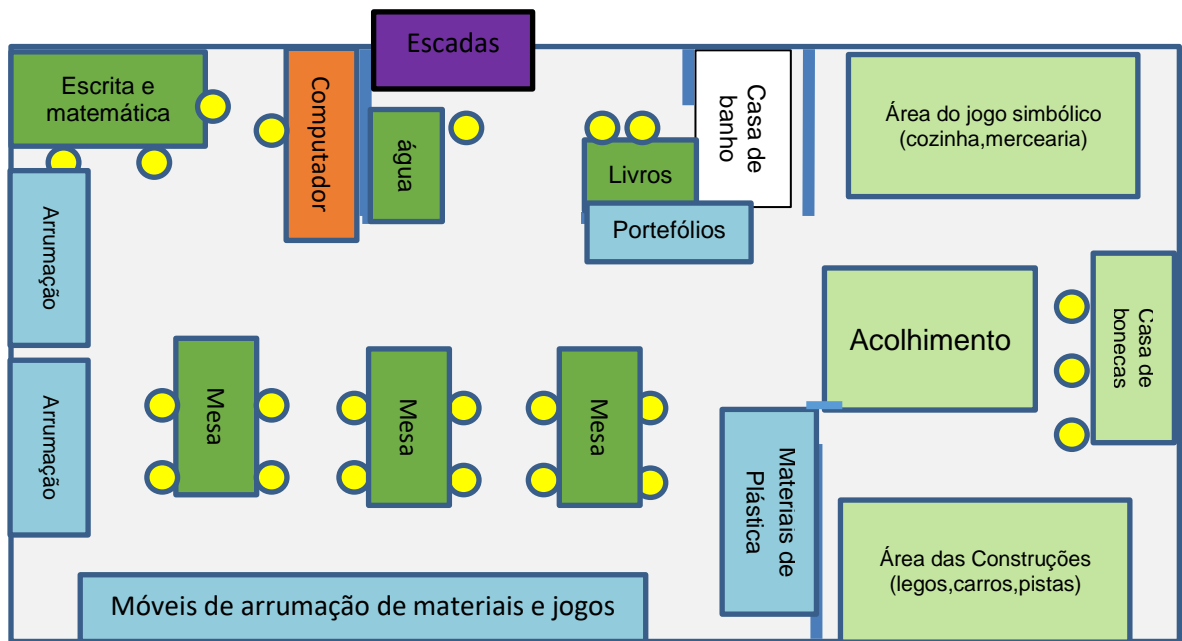 Escadas
Escrita e
matemática
Computador
água
Livros
Casa de
banho
Área do jogo simbólico
(cozinha,mercearia)
Portefólios
Arrumação
Acolhimento
Casa de
bonecas
Arrumação
Mesa
Mesa
Mesa
Materiais de
Plástica
Área das Construções
(legos,carros,pistas)
Móveis de arrumação de materiais e jogos